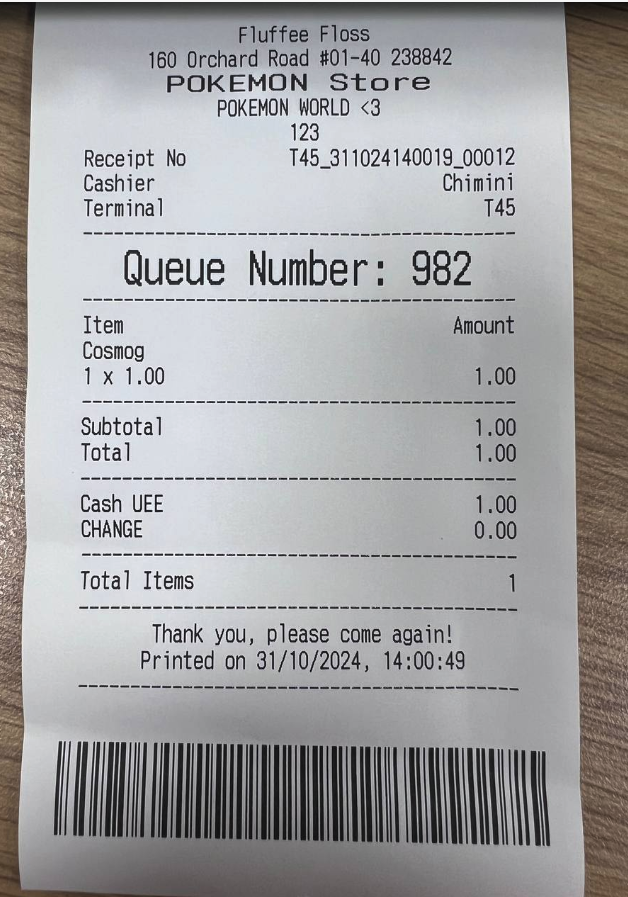 Fluffee Floss
160 Orchard Road #01-40 238842
POKEMON Store
POKEMON WORLD <3
123
Receipt No T45_311024140019_00012
Cashier Chimini
Terminal T45
Queue Number: 982
Item Amount
Cosmog
1 x 1.00 1.00
Subtotal 1.00
Total 1.00
Cash UEE 1.00
CHANGE 0.00
Total Items 1
Thank you, please come again!
Printed on 31/10/2024, 14:00:49